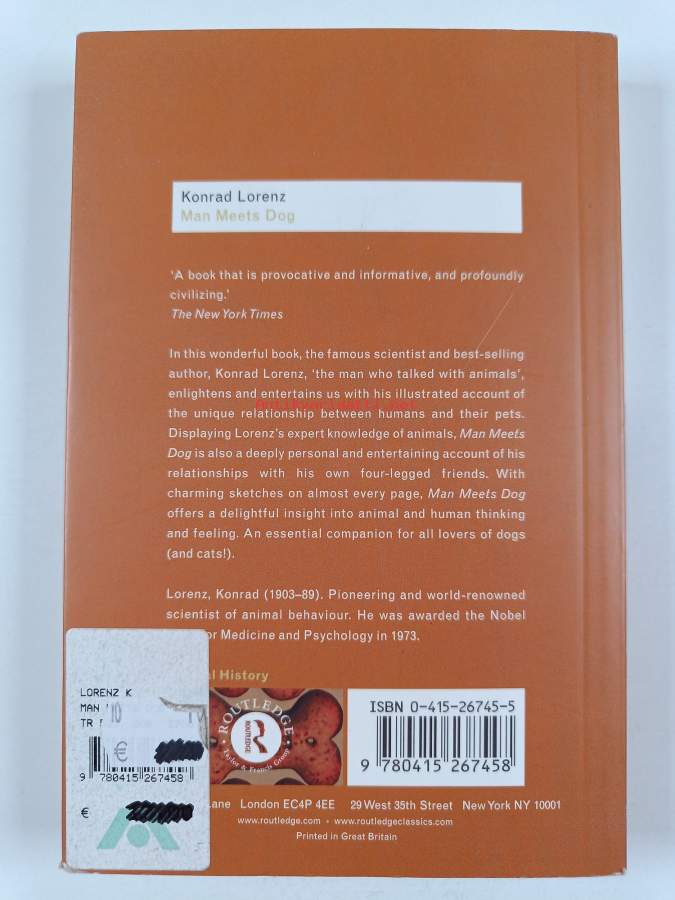 Konrad Lorenz
Man Meets Dog
'A book that is provocative and informative, and profoundly
civilizing.'
The New York Times
In this wonderful book, the famous scientist and best-selling
author, Konrad Lorenz, 'the man who talked with animals',
enlightens and entertains us with his illustrated account of
the unique relationship between humans and their pets.
Displaying Lorenz's expert knowledge of animals, Man Meets
Dog is also a deeply personal and entertaining account of his
relationships with his own four-legged friends. With
charming sketches on almost every page, Man Meets Dog
offers a delightful insight into animal and human thinking
and feeling. An essential companion for all lovers of dogs
(and cats!).
Lorenz, Konrad (1903–89). Pioneering and world-renowned
scientist of animal behaviour. He was awarded the Nobel
or Medicine and Psychology in 1973.
al History
LORENZ K
MAN
TR
10
€
9 780415 267458
€
ROUTLEDGE
ROUTLEDGE
Taylor & Francis Group
ISBN 0-415-26745-5
9 780415 267458
Lane London EC4P 4EE 29 West 35th Street New York NY 10001
www.routledge.com • www.routledgeclassics.com
Printed in Great Britain